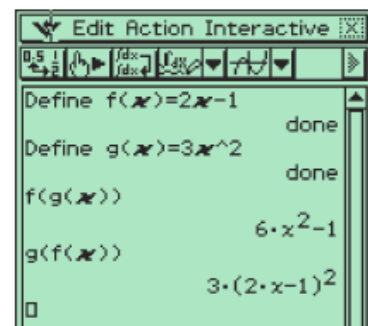 Edit Action Interactive
Define f(x)=2x-1
done
Define g(x)=3x^2
done
f(g(x))
6·x²-1
g(f(x))
3·(2·x-1)²